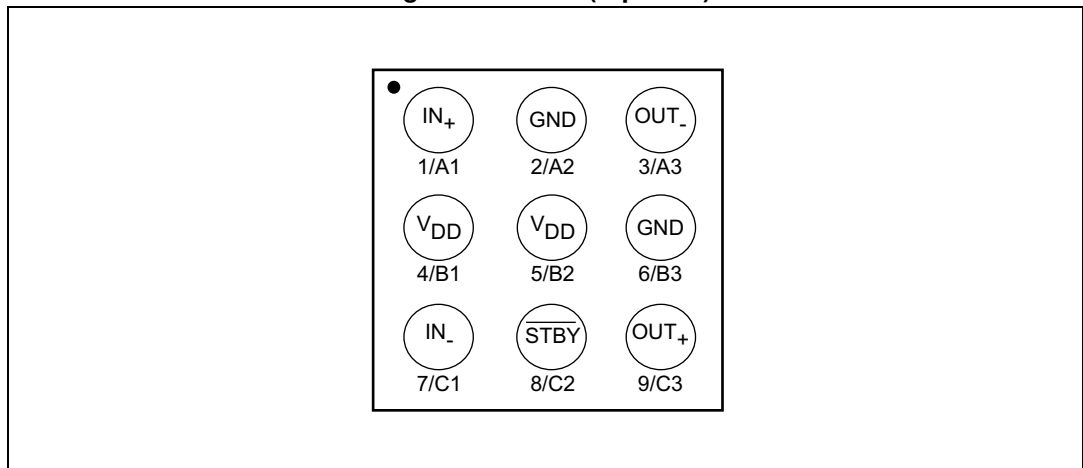 IN+ GND OUT-
1/A1 2/A2 3/A3
VDD VDD GND
4/B1 5/B2 6/B3
IN- STBY OUT+
7/C1 8/C2 9/C3